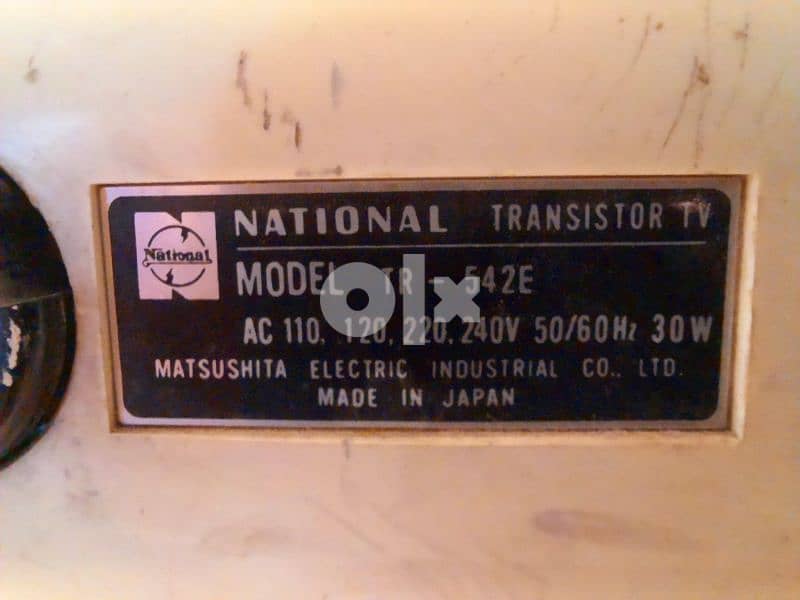 NATIONAL TRANSISTOR TV
National
MODEL TR-542E
AC 110, 120, 220, 240V 50/60Hz 30W
MATSUSHITA ELECTRIC INDUSTRIAL CO., LTD.
MADE IN JAPAN
olx